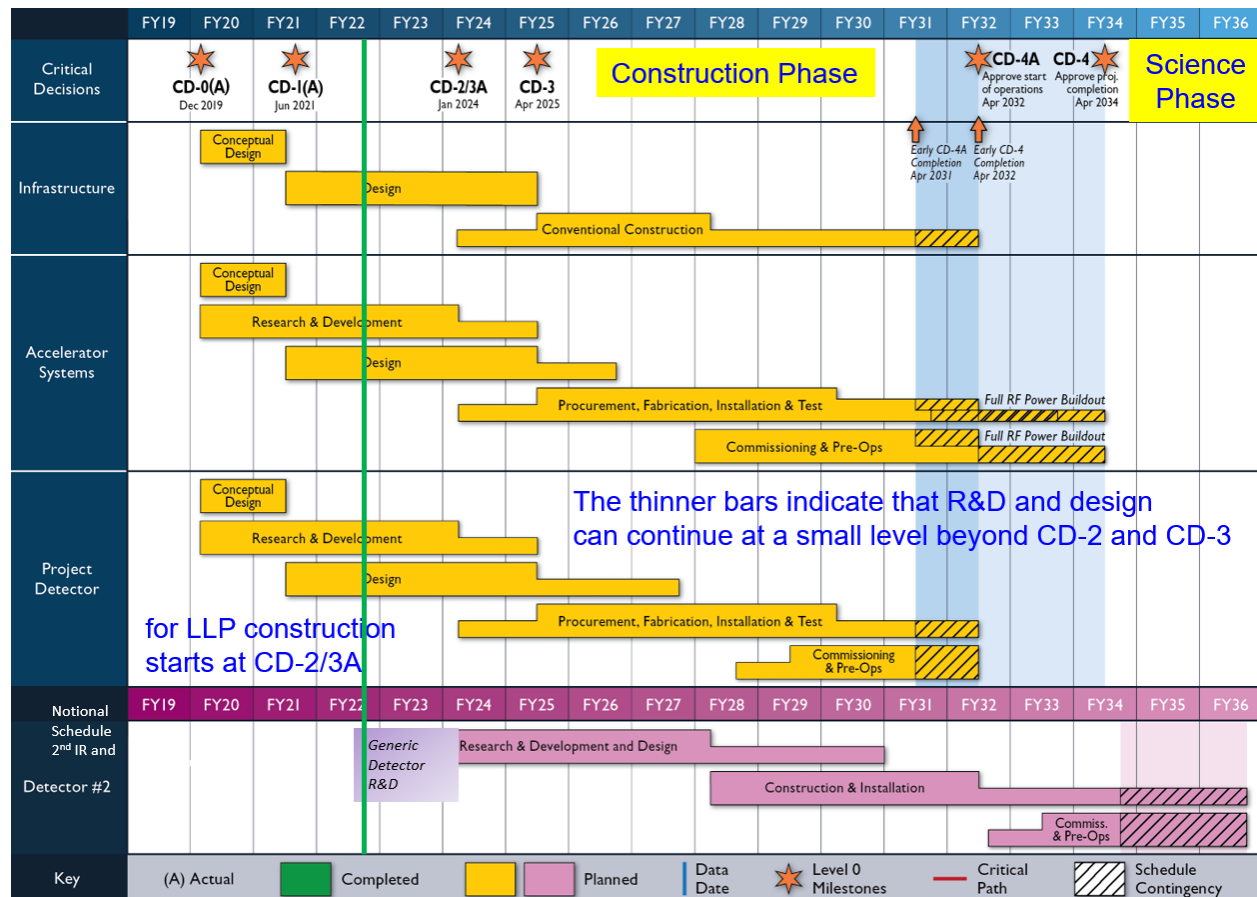 FY19 FY20 FY21 FY22 FY23 FY24 FY25 FY26 FY27 FY28 FY29 FY30 FY31 FY32 FY33 FY34 FY35 FY36
Critical
Decisions
CD-0(A)
Dec 2019
CD-1(A)
Jun 2021
CD-2/3A
Jan 2024
CD-3
Apr 2025
Construction Phase
CD-4A
Approve start
of operations
Apr 2032
CD-4
Approve proj.
completion
Apr 2034
Science
Phase
Early CD-4A
Completion
Apr 2031
Early CD-4
Completion
Apr 2032
Infrastructure
Conceptual
Design
Design
Conventional Construction
Accelerator
Systems
Conceptual
Design
Research & Development
Design
Procurement, Fabrication, Installation & Test
Full RF Power Buildout
Commissioning & Pre-Ops
Full RF Power Buildout
Project
Detector
Conceptual
Design
The thinner bars indicate that R&D and design
can continue at a small level beyond CD-2 and CD-3
Research & Development
Design
Procurement, Fabrication, Installation & Test
for LLP construction
starts at CD-2/3A
Commissioning
& Pre-Ops
FY19 FY20 FY21 FY22 FY23 FY24 FY25 FY26 FY27 FY28 FY29 FY30 FY31 FY32 FY33 FY34 FY35 FY36
Notional
Schedule
2nd IR and
Detector #2
Generic
Detector
R&D
Research & Development and Design
Construction & Installation
Commiss.
& Pre-Ops
Key
(A) Actual
Completed
Planned
Data
Date
Level 0
Milestones
Critical
Path
Schedule
Contingency